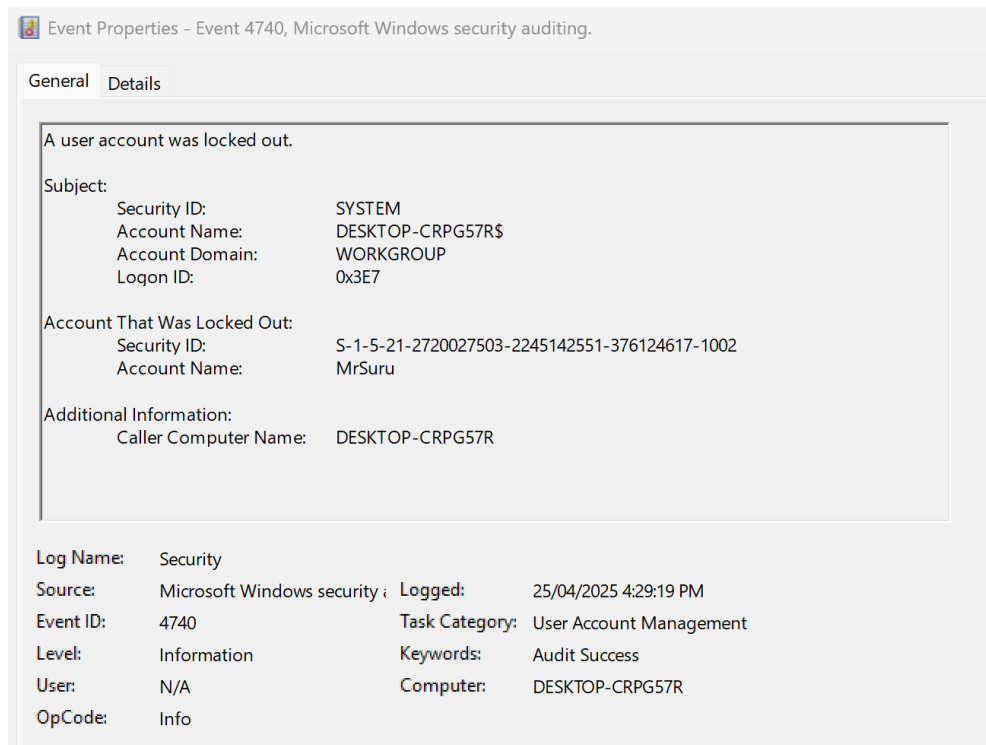 Event Properties - Event 4740, Microsoft Windows security auditing.
General Details
A user account was locked out.
Subject:
Security ID: SYSTEM
Account Name: DESKTOP-CRPG57R$
Account Domain: WORKGROUP
Logon ID: 0x3E7
Account That Was Locked Out:
Security ID: S-1-5-21-2720027503-2245142551-376124617-1002
Account Name: MrSuru
Additional Information:
Caller Computer Name: DESKTOP-CRPG57R
Log Name: Security
Source: Microsoft Windows security Logged: 25/04/2025 4:29:19 PM
Event ID: 4740 Task Category: User Account Management
Level: Information Keywords: Audit Success
User: N/A Computer: DESKTOP-CRPG57R
OpCode: Info